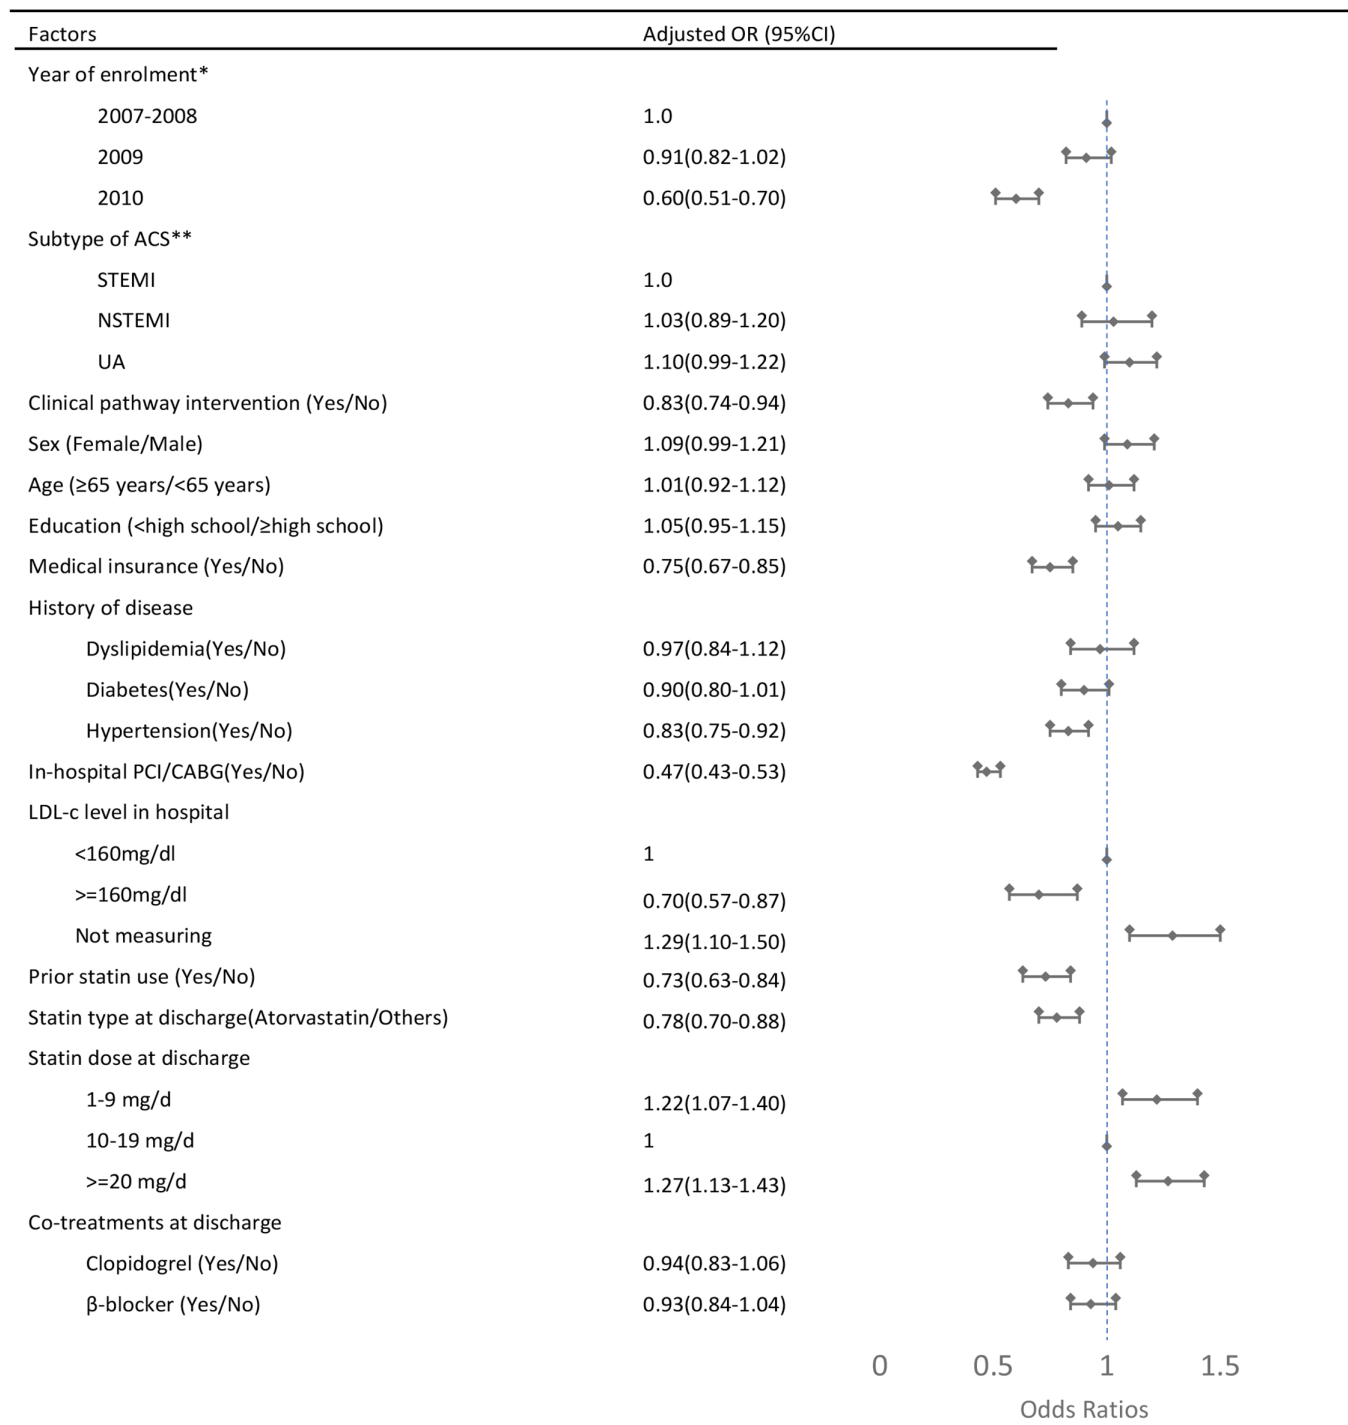 Factors Adjusted OR (95%CI)
Year of enrolment*
2007-2008 1.0
2009 0.91(0.82-1.02)
2010 0.60(0.51-0.70)
Subtype of ACS**
STEMI 1.0
NSTEMI 1.03(0.89-1.20)
UA 1.10(0.99-1.22)
Clinical pathway intervention (Yes/No) 0.83(0.74-0.94)
Sex (Female/Male) 1.09(0.99-1.21)
Age (≥65 years/<65 years) 1.01(0.92-1.12)
Education (<high school/≥high school) 1.05(0.95-1.15)
Medical insurance (Yes/No) 0.75(0.67-0.85)
History of disease
Dyslipidemia(Yes/No) 0.97(0.84-1.12)
Diabetes(Yes/No) 0.90(0.80-1.01)
Hypertension(Yes/No) 0.83(0.75-0.92)
In-hospital PCI/CABG(Yes/No) 0.47(0.43-0.53)
LDL-c level in hospital
<160mg/dl 1
>=160mg/dl 0.70(0.57-0.87)
Not measuring 1.29(1.10-1.50)
Prior statin use (Yes/No) 0.73(0.63-0.84)
Statin type at discharge(Atorvastatin/Others) 0.78(0.70-0.88)
Statin dose at discharge
1-9 mg/d 1.22(1.07-1.40)
10-19 mg/d 1
>=20 mg/d 1.27(1.13-1.43)
Co-treatments at discharge
Clopidogrel (Yes/No) 0.94(0.83-1.06)
β-blocker (Yes/No) 0.93(0.84-1.04)
0 0.5 1 1.5
Odds Ratios